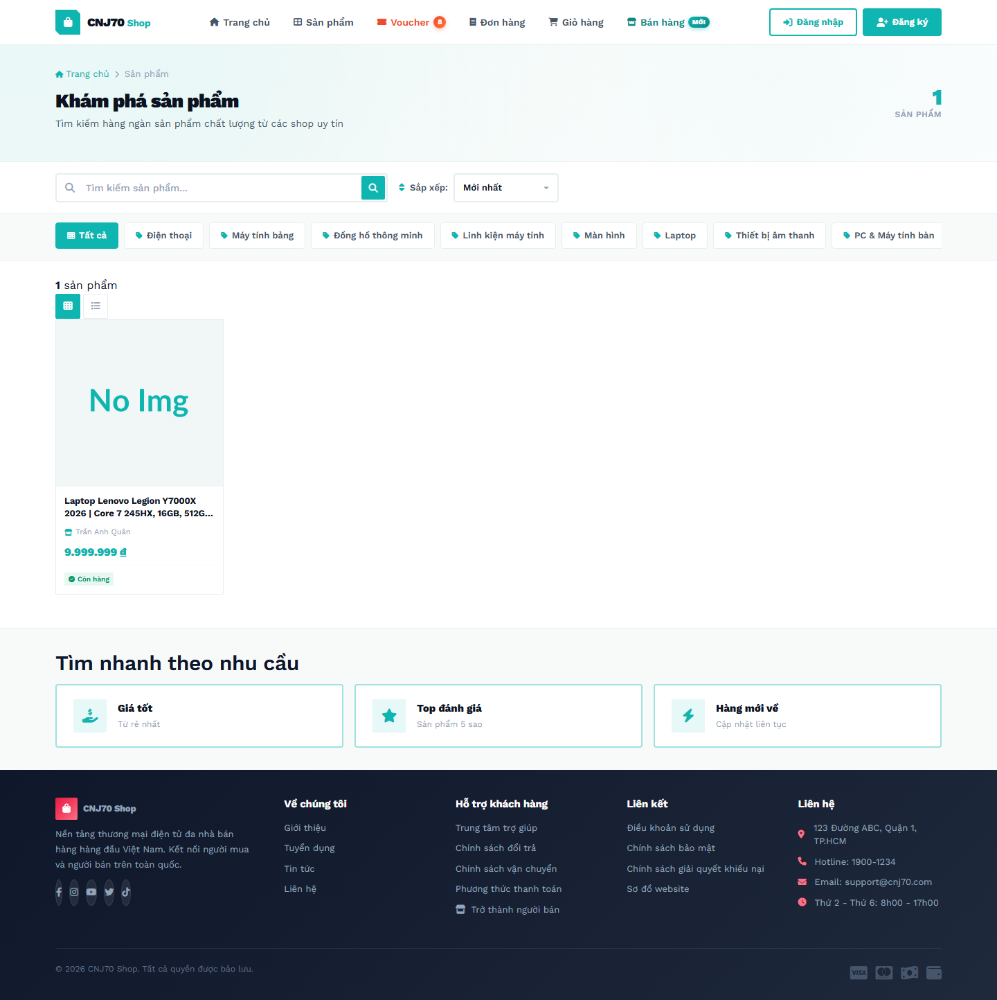 CNJ70 Shop
Trang chủ
Sản phẩm
Voucher 8
Đơn hàng
Giỏ hàng
Bán hàng MỚI
Đăng nhập
Đăng ký
Trang chủ > Sản phẩm
Khám phá sản phẩm
Tìm kiếm hàng ngàn sản phẩm chất lượng từ các shop uy tín
1
SẢN PHẨM
Tìm kiếm sản phẩm...
Sắp xếp:
Mới nhất
Tất cả
Điện thoại
Máy tính bảng
Đồng hồ thông minh
Linh kiện máy tính
Màn hình
Laptop
Thiết bị âm thanh
PC & Máy tính bàn
1 sản phẩm
No Img
Laptop Lenovo Legion Y7000X
2026 | Core 7 245HX, 16GB, 512G...
Trần Anh Quân
9.999.999 ₫
Còn hàng
Tìm nhanh theo nhu cầu
Giá tốt
Từ rẻ nhất
Top đánh giá
Sản phẩm 5 sao
Hàng mới về
Cập nhật liên tục
CNJ70 Shop
Nền tảng thương mại điện tử đa nhà bán
hàng hàng đầu Việt Nam. Kết nối người mua
và người bán trên toàn quốc.
Về chúng tôi
Giới thiệu
Tuyển dụng
Tin tức
Liên hệ
Hỗ trợ khách hàng
Trung tâm trợ giúp
Chính sách đổi trả
Chính sách vận chuyển
Phương thức thanh toán
Trở thành người bán
Liên kết
Điều khoản sử dụng
Chính sách bảo mật
Chính sách giải quyết khiếu nại
Sơ đồ website
Liên hệ
123 Đường ABC, Quận 1,
TP.HCM
Hotline: 1900-1234
Email: support@cnj70.com
Thứ 2 - Thứ 6: 8h00 - 17h00
© 2026 CNJ70 Shop. Tất cả quyền được bảo lưu.
VISA